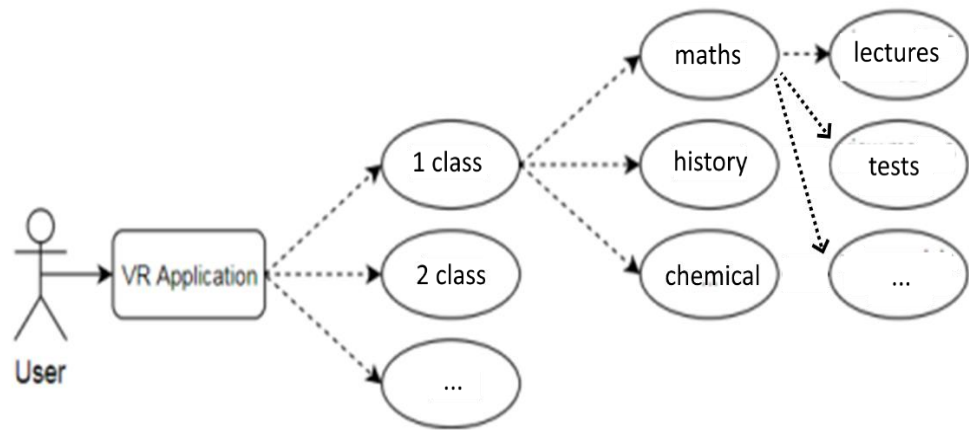 maths
lectures
1 class
history
tests
VR Application
2 class
chemical
...
User
...